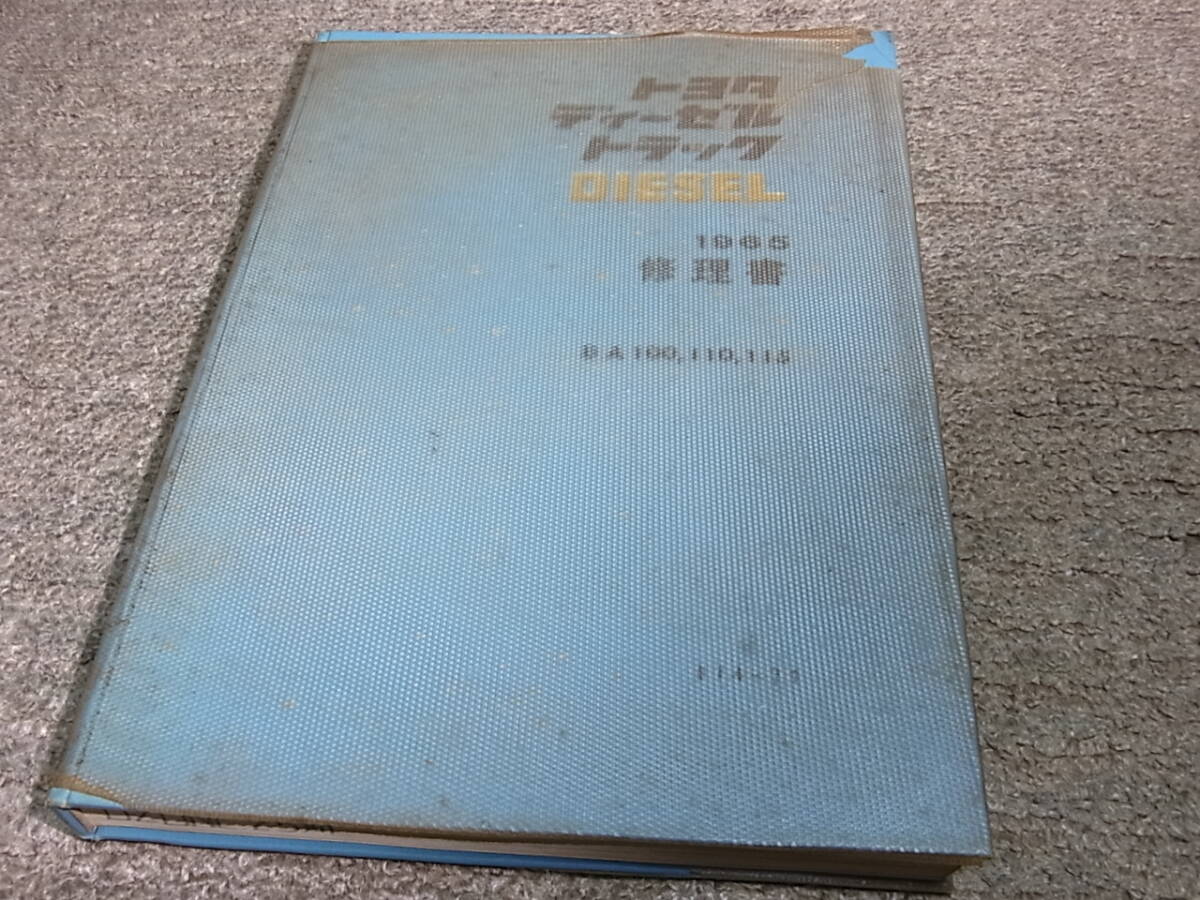 トヨタ
ディーゼル
トラック
DIESEL
1965
修理書
DA100,110,115